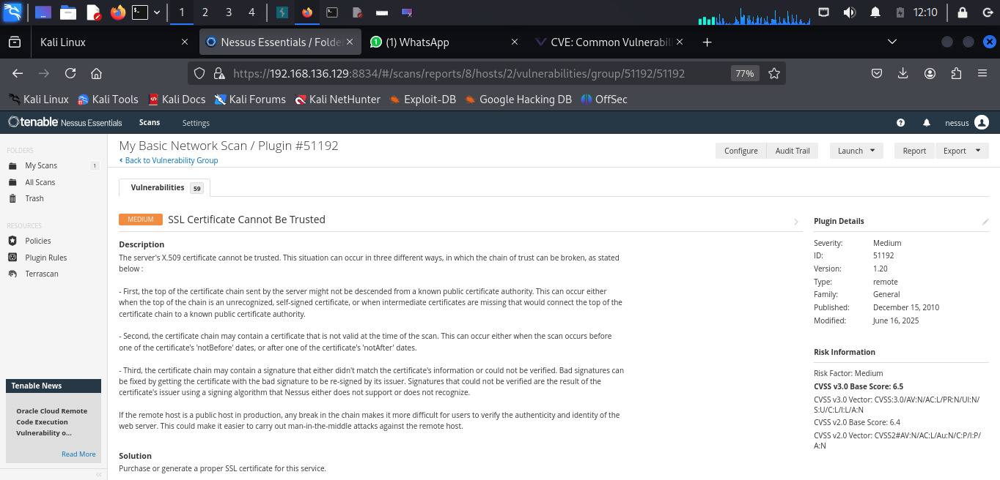 1
2
3
4
12:10
Kali Linux
Nessus Essentials / Folde
(1) WhatsApp
CVE: Common Vulnerabil
https://192.168.136.129:8834/#/scans/reports/8/hosts/2/vulnerabilities/group/51192/51192
77%
Kali Linux
Kali Tools
Kali Docs
Kali Forums
Kali NetHunter
Exploit-DB
Google Hacking DB
OffSec
tenable Nessus Essentials
Scans
Settings
nessus
FOLDERS
My Scans
1
All Scans
Trash
RESOURCES
Policies
Plugin Rules
Terrascan
Tenable News
Oracle Cloud Remote
Code Execution
Vulnerability o...
Read More
My Basic Network Scan / Plugin #51192
‹ Back to Vulnerability Group
Configure
Audit Trail
Launch
Report
Export
Vulnerabilities 59
MEDIUM
SSL Certificate Cannot Be Trusted
Description
The server's X.509 certificate cannot be trusted. This situation can occur in three different ways, in which the chain of trust can be broken, as stated
below :
- First, the top of the certificate chain sent by the server might not be descended from a known public certificate authority. This can occur either
when the top of the chain is an unrecognized, self-signed certificate, or when intermediate certificates are missing that would connect the top of the
certificate chain to a known public certificate authority.
- Second, the certificate chain may contain a certificate that is not valid at the time of the scan. This can occur either when the scan occurs before
one of the certificate's 'notBefore' dates, or after one of the certificate's 'notAfter' dates.
- Third, the certificate chain may contain a signature that either didn't match the certificate's information or could not be verified. Bad signatures can
be fixed by getting the certificate with the bad signature to be re-signed by its issuer. Signatures that could not be verified are the result of the
certificate's issuer using a signing algorithm that Nessus either does not support or does not recognize.
If the remote host is a public host in production, any break in the chain makes it more difficult for users to verify the authenticity and identity of the
web server. This could make it easier to carry out man-in-the-middle attacks against the remote host.
Solution
Purchase or generate a proper SSL certificate for this service.
Plugin Details
Severity: Medium
ID: 51192
Version: 1.20
Type: remote
Family: General
Published: December 15, 2010
Modified: June 16, 2025
Risk Information
Risk Factor: Medium
CVSS v3.0 Base Score: 6.5
CVSS v3.0 Vector: CVSS:3.0/AV:N/AC:L/PR:N/UI:N/
S:U/C:L/I:L/A:N
CVSS v2.0 Base Score: 6.4
CVSS v2.0 Vector: CVSS2#AV:N/AC:L/Au:N/C:P/I:P/
A:N